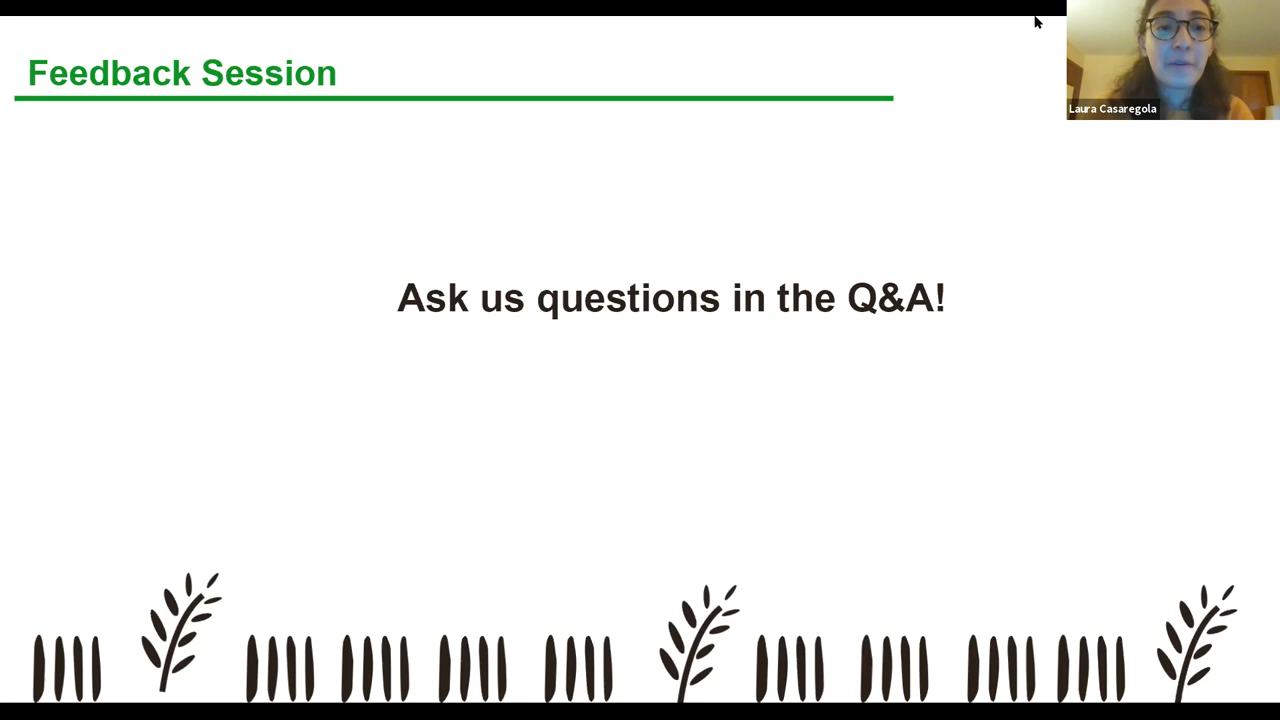 Feedback Session
Laura Casaregola
Ask us questions in the Q&A!